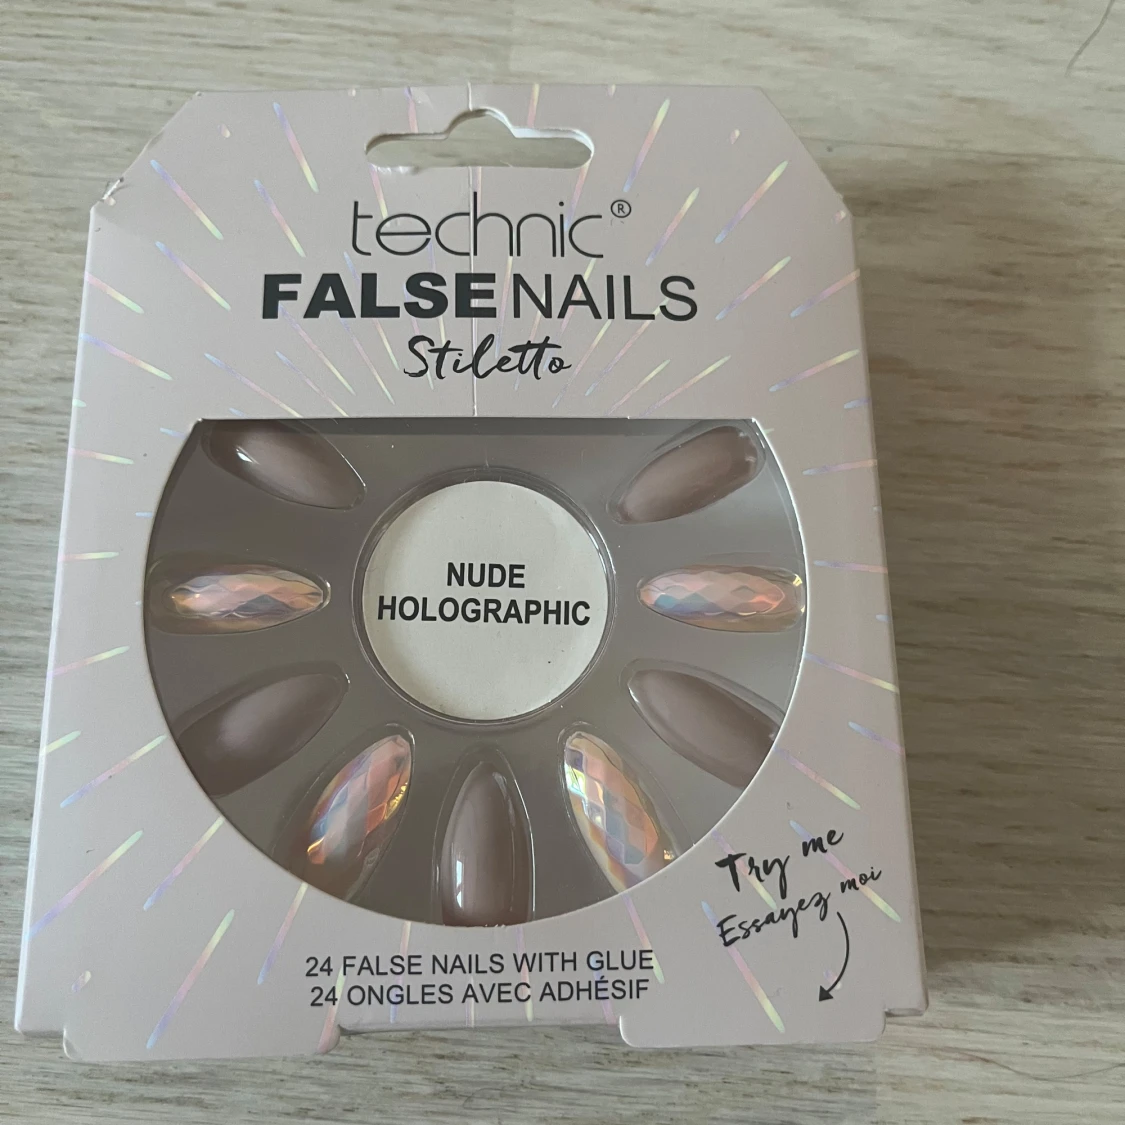 technic®
FALSE NAILS
Stiletto
NUDE
HOLOGRAPHIC
Try me
Essayez moi
24 FALSE NAILS WITH GLUE
24 ONGLES AVEC ADHÉSIF